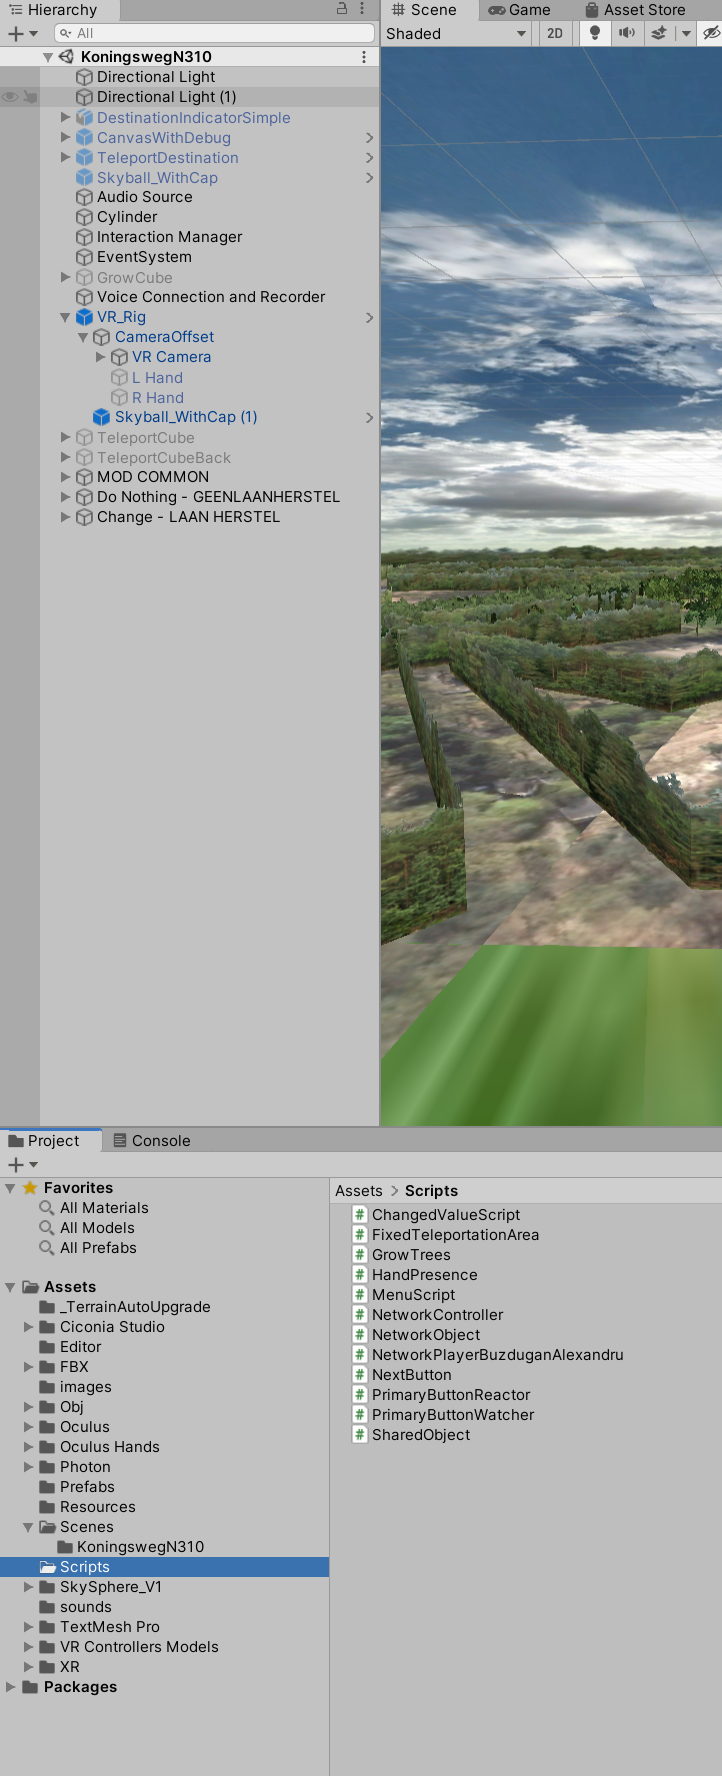 Hierarchy
All
KoningswegN310
Directional Light
Directional Light (1)
DestinationIndicatorSimple
CanvasWithDebug
TeleportDestination
Skyball_WithCap
Audio Source
Cylinder
Interaction Manager
EventSystem
GrowCube
Voice Connection and Recorder
VR_Rig
CameraOffset
VR Camera
L Hand
R Hand
Skyball_WithCap (1)
TeleportCube
TeleportCubeBack
MOD COMMON
Do Nothing - GEENLAANHERSTEL
Change - LAAN HERSTEL
Scene Game Asset Store
Shaded 2D
Project Console
Favorites
All Materials
All Models
All Prefabs
Assets
_TerrainAutoUpgrade
Ciconia Studio
Editor
FBX
images
Obj
Oculus
Oculus Hands
Photon
Prefabs
Resources
Scenes
KoningswegN310
Scripts
SkySphere_V1
sounds
TextMesh Pro
VR Controllers Models
XR
Packages
Assets > Scripts
ChangedValueScript
FixedTeleportationArea
GrowTrees
HandPresence
MenuScript
NetworkController
NetworkObject
NetworkPlayerBuzduganAlexandru
NextButton
PrimaryButtonReactor
PrimaryButtonWatcher
SharedObject